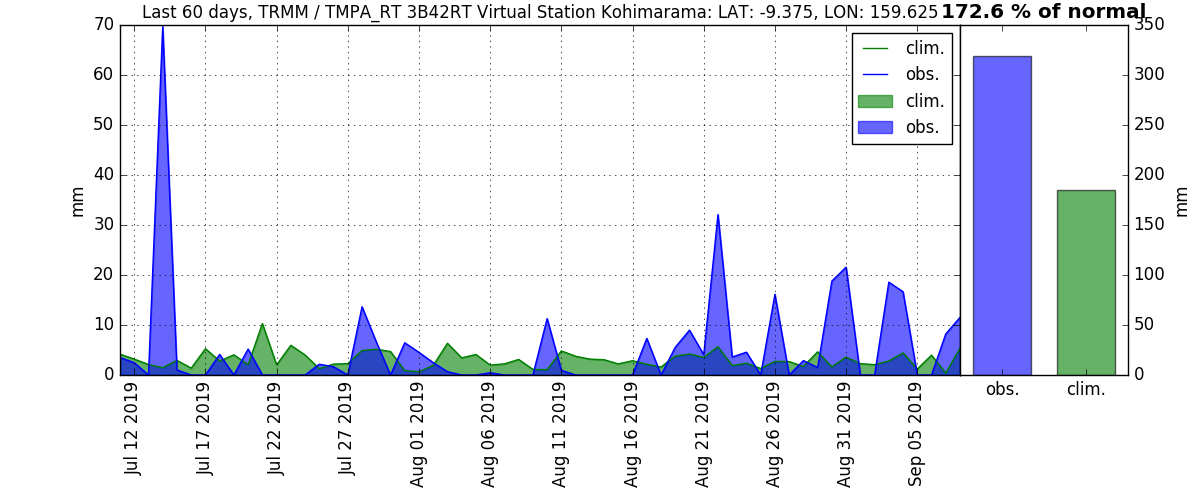 Last 60 days, TRMM / TMPA_RT 3B42RT Virtual Station Kohimarama: LAT: -9.375, LON: 159.625 172.6 % of normal
70
60
50
40
30
20
10
0
mm
clim.
obs.
clim.
obs.
350
300
250
200
150
100
50
0
mm
Jul 12 2019
Jul 17 2019
Jul 22 2019
Jul 27 2019
Aug 01 2019
Aug 06 2019
Aug 11 2019
Aug 16 2019
Aug 21 2019
Aug 26 2019
Aug 31 2019
Sep 05 2019
obs.
clim.